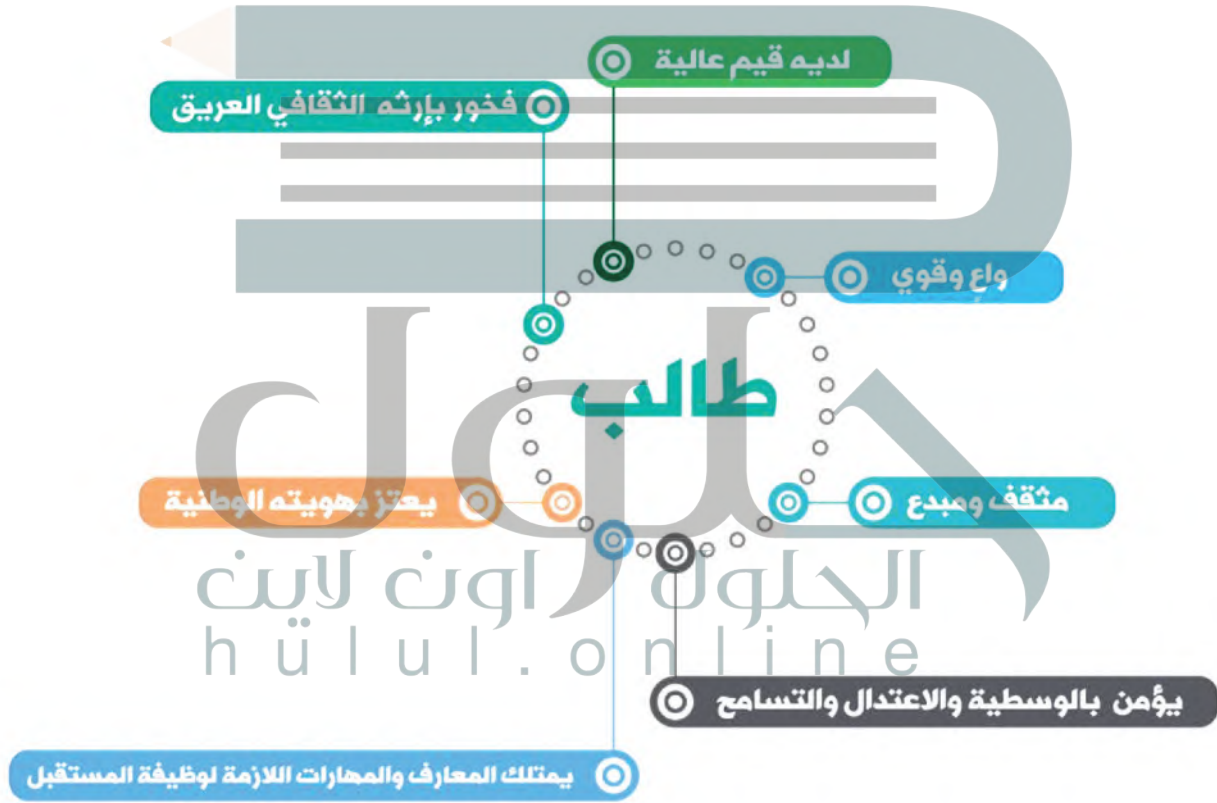 لديه قيم عالية
فخور بإرثه الثقافي العريق
واعٍ وقوي
طالب
مثقف ومبدع
يعتز بهويته الوطنية
يؤمن بالوسطية والاعتدال والتسامح
يمتلك المعارف والمهارات اللازمة لوظيفة المستقبل
حلول
الحلول اون لاين
hulul.online